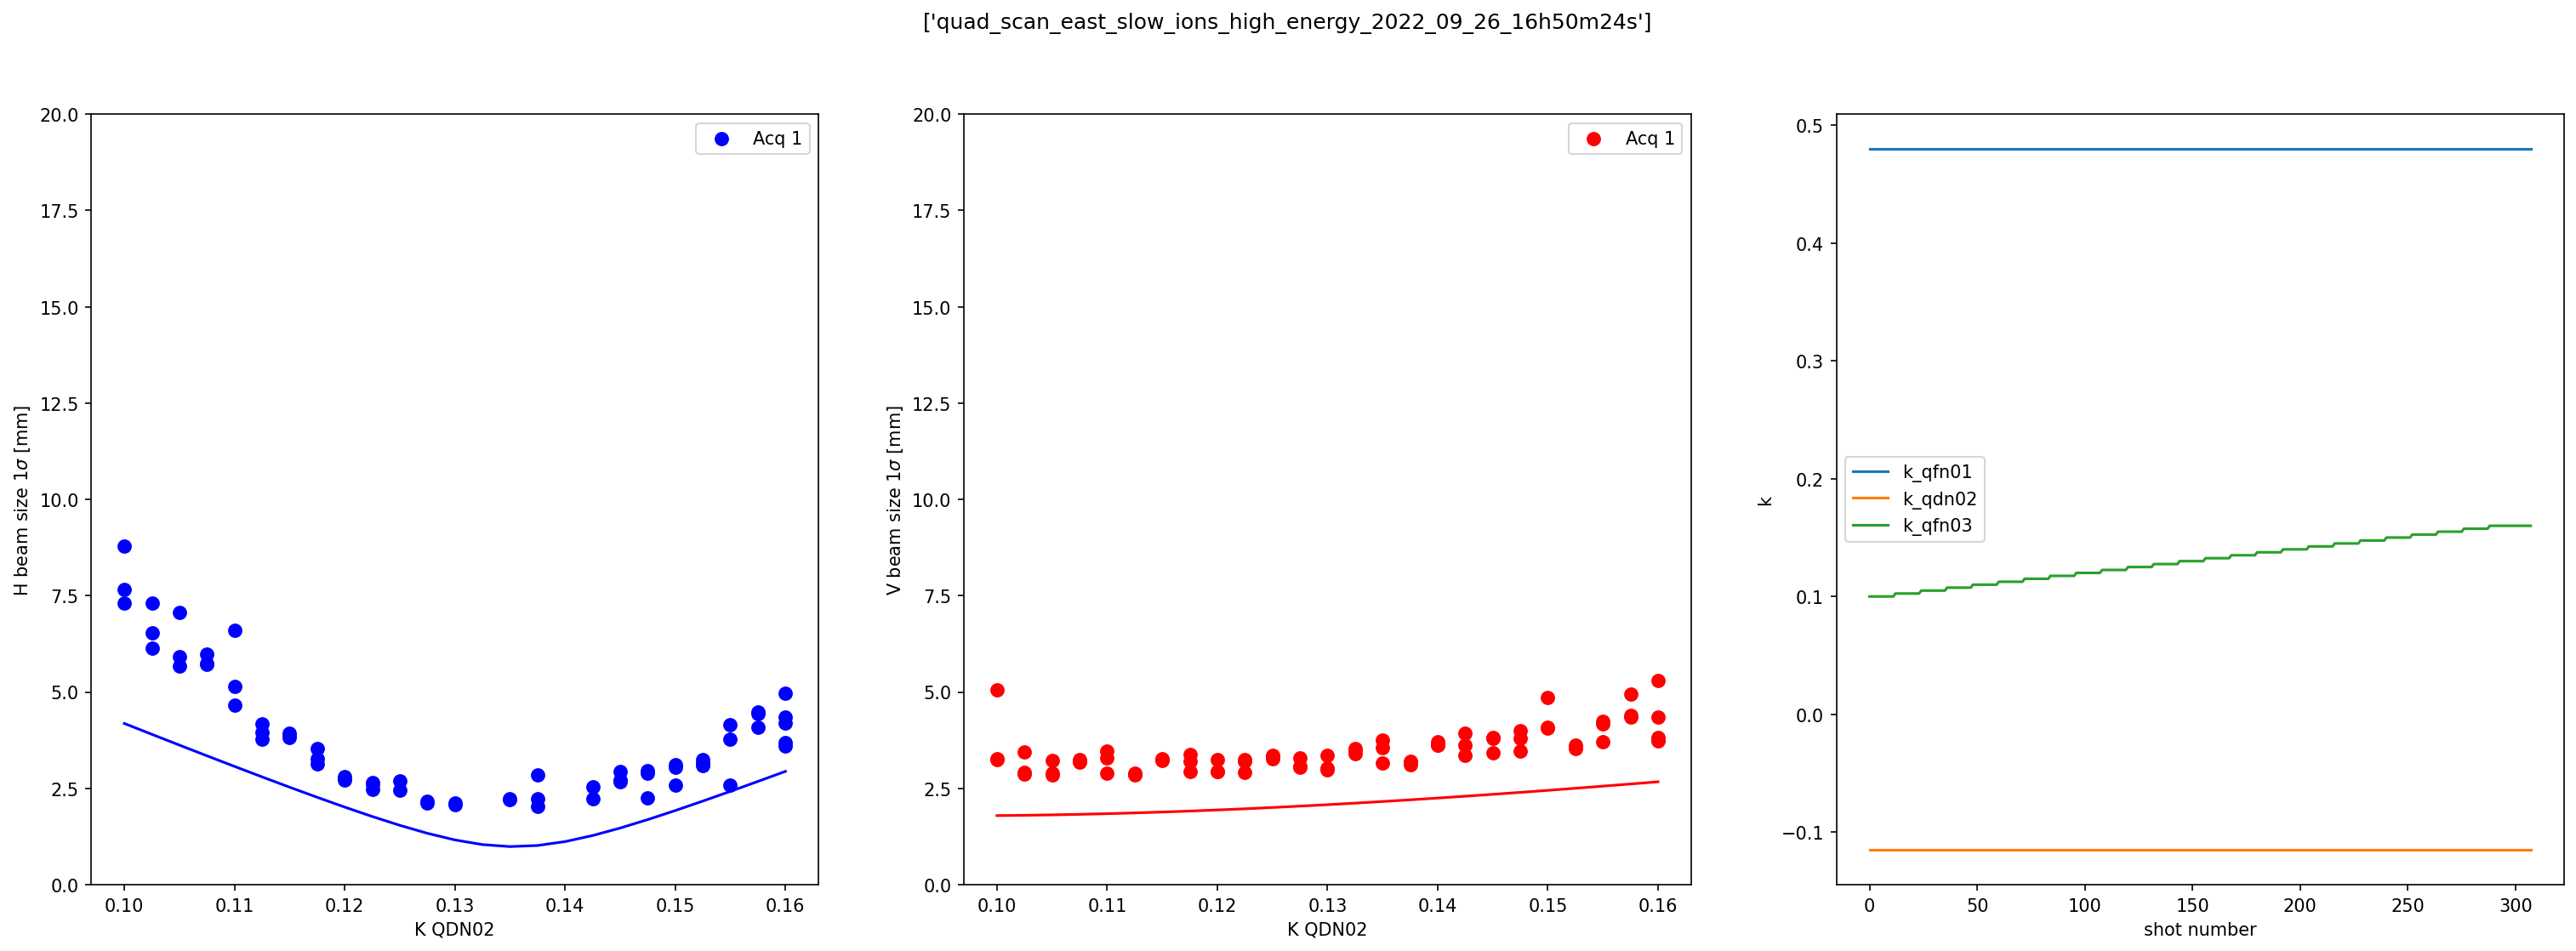 ['quad_scan_east_slow_ions_high_energy_2022_09_26_16h50m24s']
20.0
17.5
15.0
12.5
10.0
7.5
5.0
2.5
0.0
H beam size 1σ [mm]
Acq 1
0.10 0.11 0.12 0.13 0.14 0.15 0.16
K QDN02
20.0
17.5
15.0
12.5
10.0
7.5
5.0
2.5
0.0
V beam size 1σ [mm]
Acq 1
0.10 0.11 0.12 0.13 0.14 0.15 0.16
K QDN02
0.5
0.4
0.3
0.2
0.1
0.0
−0.1
k
k_qfn01
k_qdn02
k_qfn03
0 50 100 150 200 250 300
shot number